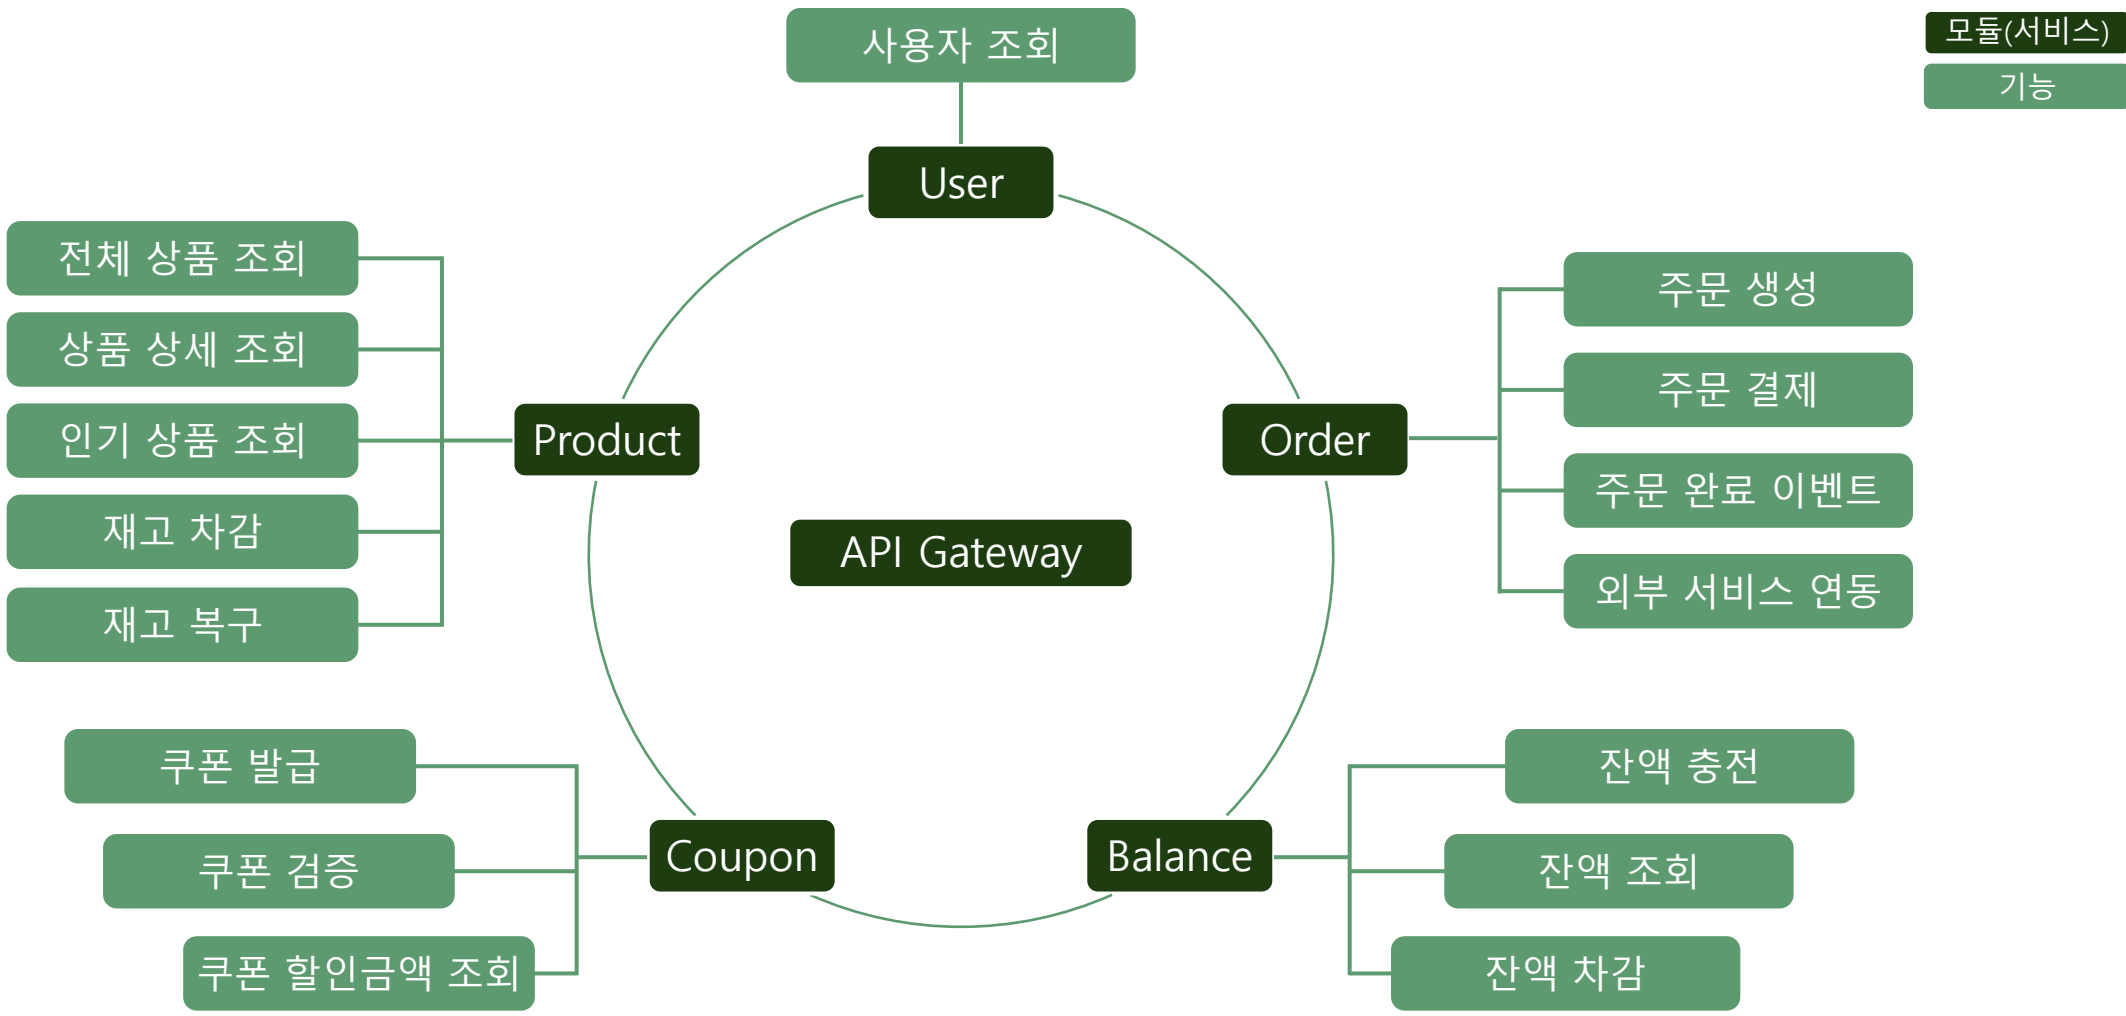 사용자 조회
모듈(서비스)
기능
User
전체 상품 조회
상품 상세 조회
인기 상품 조회
재고 차감
재고 복구
Product
주문 생성
주문 결제
주문 완료 이벤트
외부 서비스 연동
Order
API Gateway
쿠폰 발급
쿠폰 검증
쿠폰 할인금액 조회
Coupon
Balance
잔액 충전
잔액 조회
잔액 차감